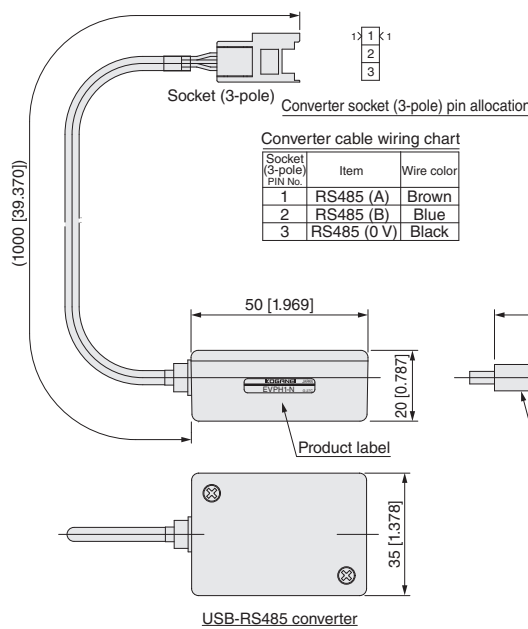 1 1 1
2
3
Socket (3-pole)
Converter socket (3-pole) pin allocation
Converter cable wiring chart
Socket (3-pole) PIN No. Item Wire color
1 RS485 (A) Brown
2 RS485 (B) Blue
3 RS485 (0 V) Black
(1000 [39.370])
50 [1.969]
20 [0.787]
KOGANEI
EVPH1-N
Product label
35 [1.378]
USB-RS485 converter